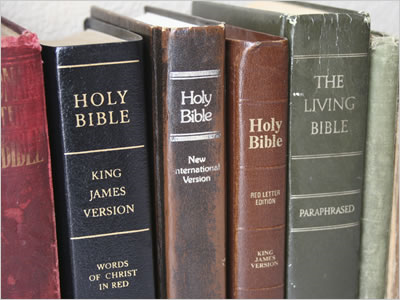 BIBLE
HOLY
BIBLE
KING
JAMES
VERSION
WORDS
OF CHRIST
IN RED
Holy
Bible
New
International
Version
Holy
Bible
RED LETTER
EDITION
KING
JAMES
VERSION
THE
LIVING
BIBLE
PARAPHRASED